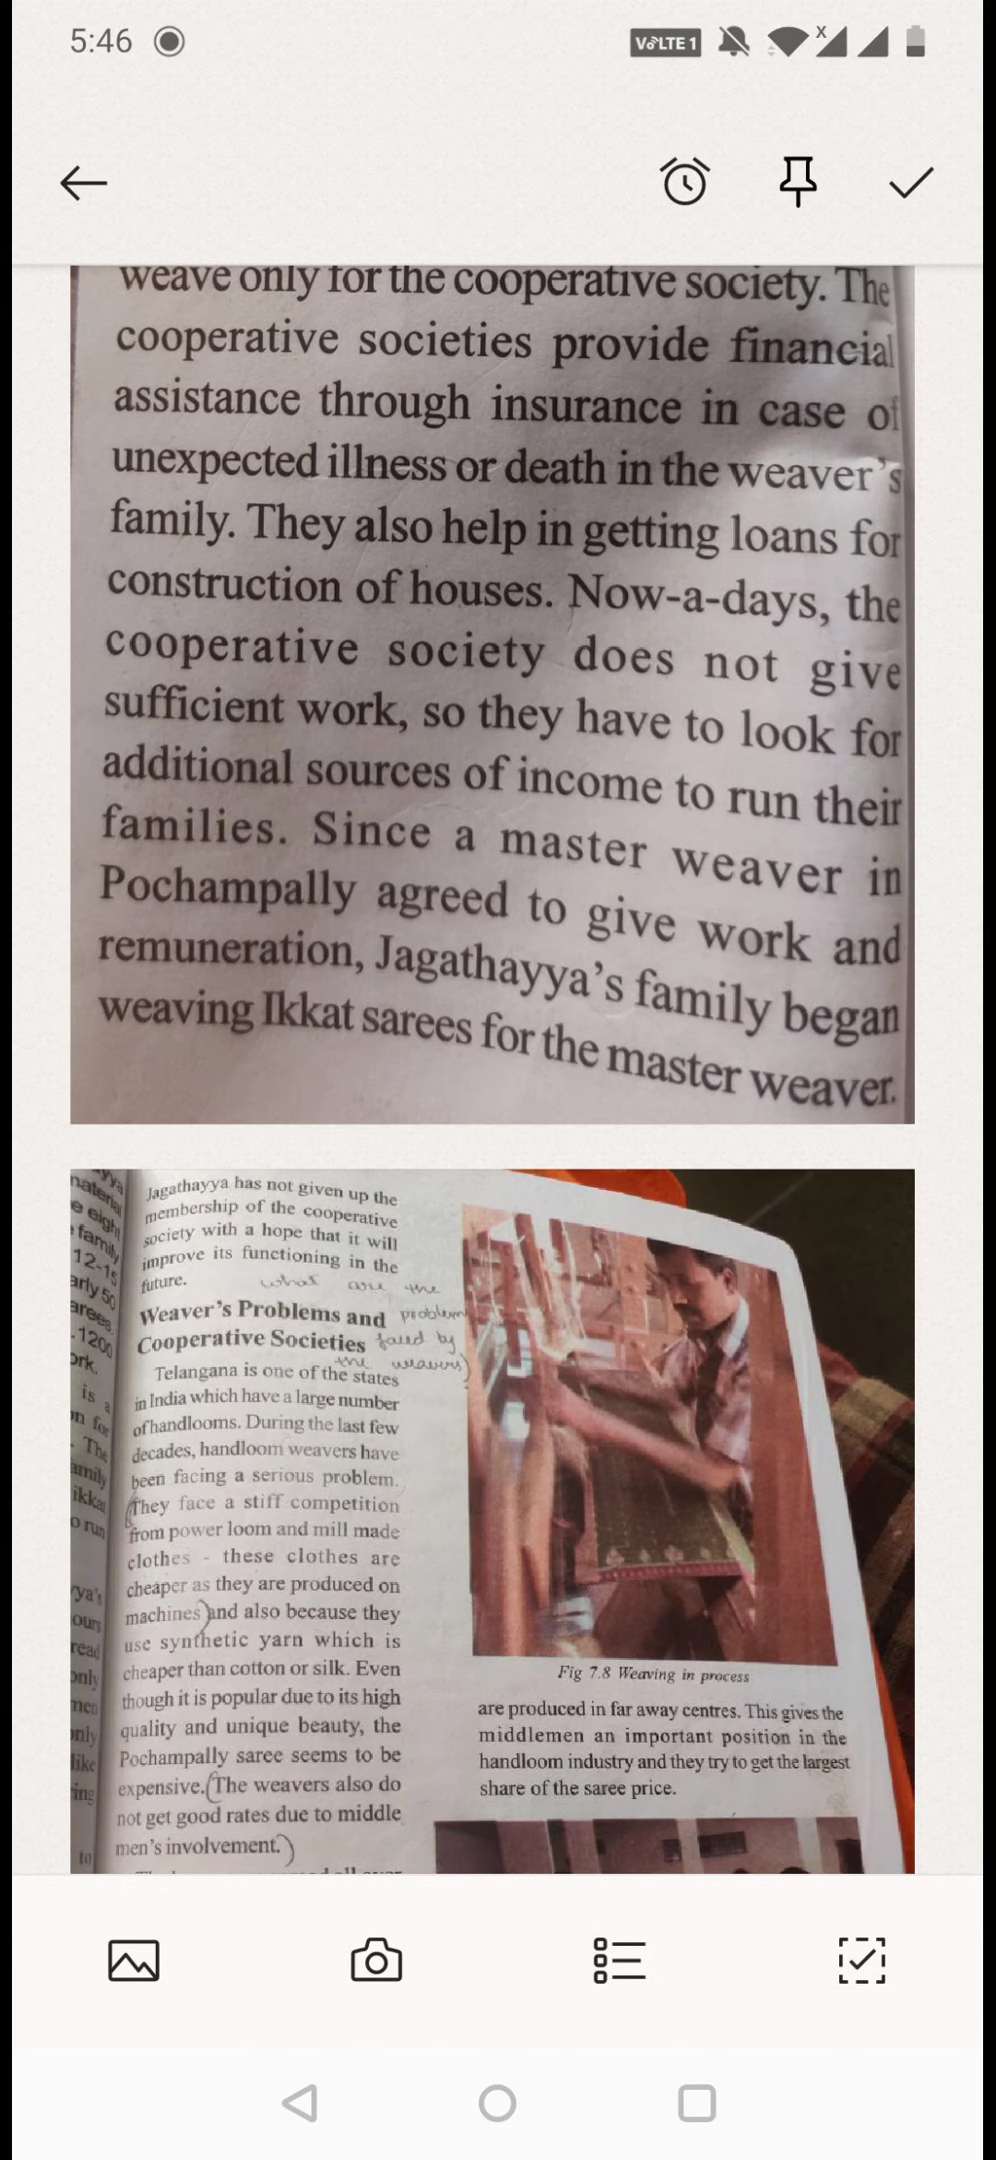 5:46
VoLTE 1
weave only for the cooperative society. The
cooperative societies provide financial
assistance through insurance in case of
unexpected illness or death in the weaver's
family. They also help in getting loans for
construction of houses. Now-a-days, the
cooperative society does not give
sufficient work, so they have to look for
additional sources of income to run their
families. Since a master weaver in
Pochampally agreed to give work and
remuneration, Jagathayya's family began
weaving Ikkat sarees for the master weaver.
Jagathayya has not given up the
membership of the cooperative
society with a hope that it will
improve its functioning in the
future.
what are the
problem
faced by
the weavers
Weaver's Problems and
Cooperative Societies
Telangana is one of the states
in India which have a large number
of handlooms. During the last few
decades, handloom weavers have
been facing a serious problem.
They face a stiff competition
from power loom and mill made
clothes - these clothes are
cheaper as they are produced on
machines and also because they
use synthetic yarn which is
cheaper than cotton or silk. Even
though it is popular due to its high
quality and unique beauty, the
Pochampally saree seems to be
expensive. (The weavers also do
not get good rates due to middle
men's involvement.)
Fig 7.8 Weaving in process
are produced in far away centres. This gives the
middlemen an important position in the
handloom industry and they try to get the largest
share of the saree price.